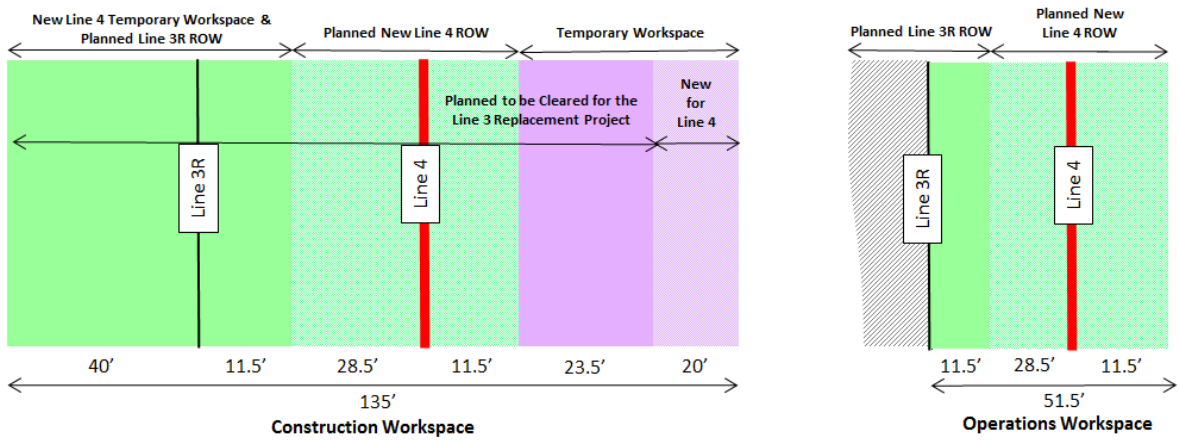 New Line 4 Temporary Workspace &
Planned Line 3R ROW
Planned New Line 4 ROW
Temporary Workspace
Planned to be Cleared for the
Line 3 Replacement Project
New
for
Line 4
Line 3R
Line 4
40’
11.5’
28.5’
11.5’
23.5’
20’
135’
Construction Workspace
Planned Line 3R ROW
Planned New
Line 4 ROW
Line 3R
Line 4
11.5’
28.5’
11.5’
51.5’
Operations Workspace